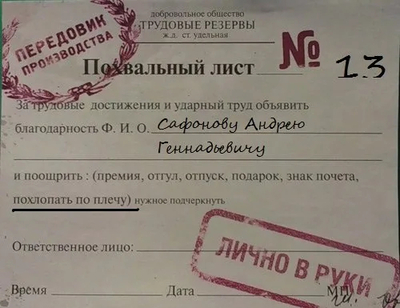 ПЕРЕДОВИК
ПРОИЗВОДСТВА
добровольное общество
ТРУДОВЫЕ РЕЗЕРВЫ
ж.д. ст. удельная
Похвальный лист № 13
За трудовые достижения и ударный труд объявить
благодарность Ф. И. О. Сафонову Андрею
Геннадьевичу
и поощрить : (премия, отгул, отпуск, подарок, знак почета,
похлопать по плечу) нужное подчеркнуть
Ответственное лицо:
ЛИЧНО В РУКИ
Время Дата МП